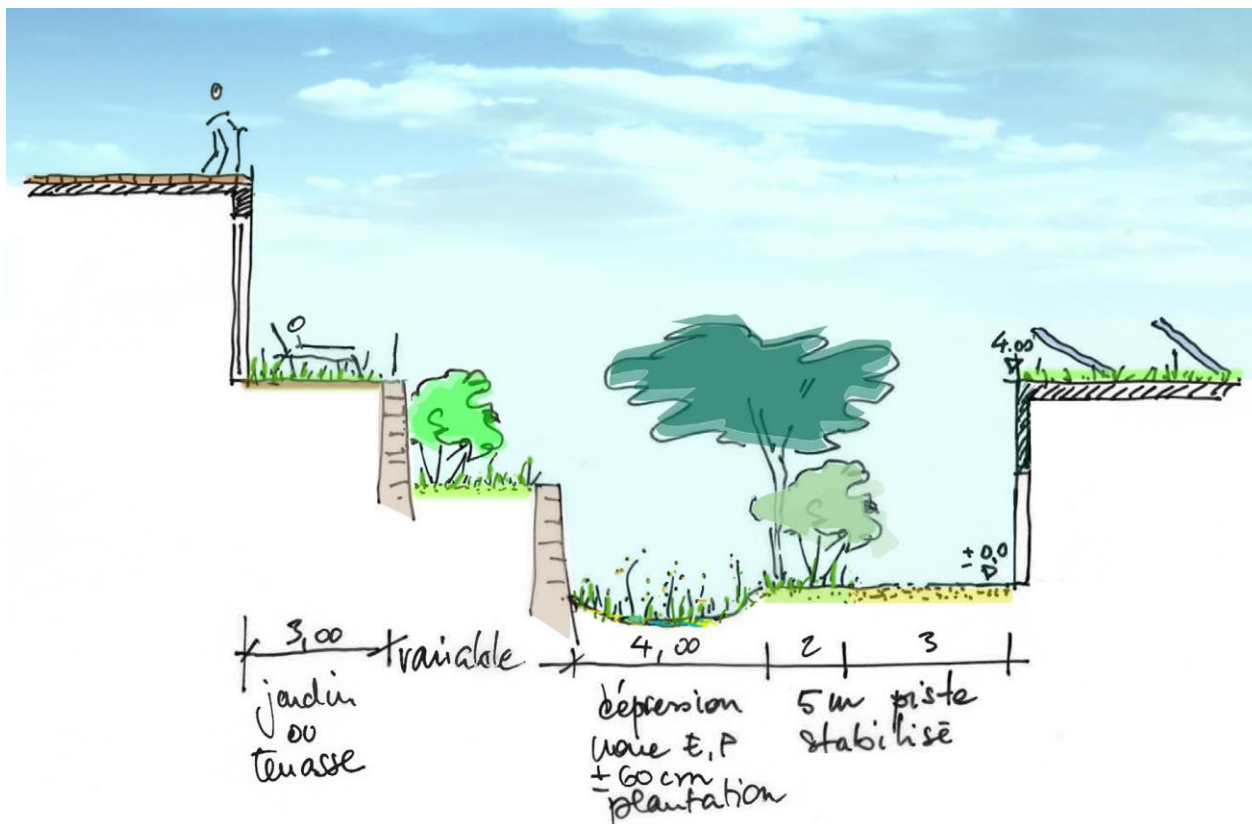 4.00
± 0,0
3,00
variable
4,00
2
3
jardin
ou
terrasse
dépression
noue E,P
± 60 cm
plantation
5 m piste
stabilisé